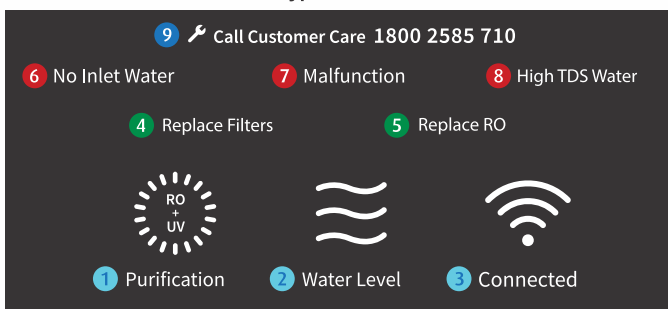 9 Call Customer Care 1800 2585 710
6 No Inlet Water 7 Malfunction 8 High TDS Water
4 Replace Filters 5 Replace RO
RO
+
UV
1 Purification 2 Water Level 3 Connected